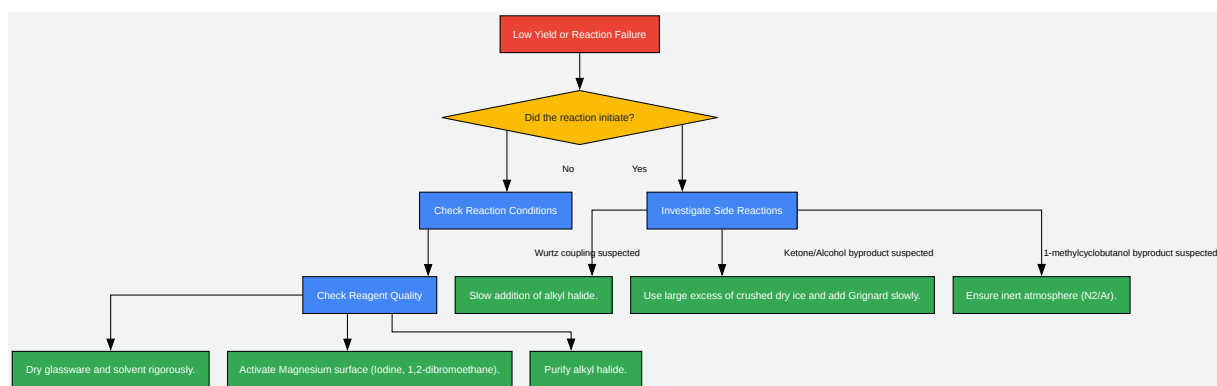 Low Yield or Reaction Failure
Did the reaction initiate?
No
Yes
Check Reaction Conditions
Investigate Side Reactions
Wurtz coupling suspected
Ketone/Alcohol byproduct suspected
1-methylcyclobutanol byproduct suspected
Check Reagent Quality
Slow addition of alkyl halide.
Use large excess of crushed dry ice and add Grignard slowly.
Ensure inert atmosphere (N2/Ar).
Dry glassware and solvent rigorously.
Activate Magnesium surface (Iodine, 1,2-dibromoethane).
Purify alkyl halide.